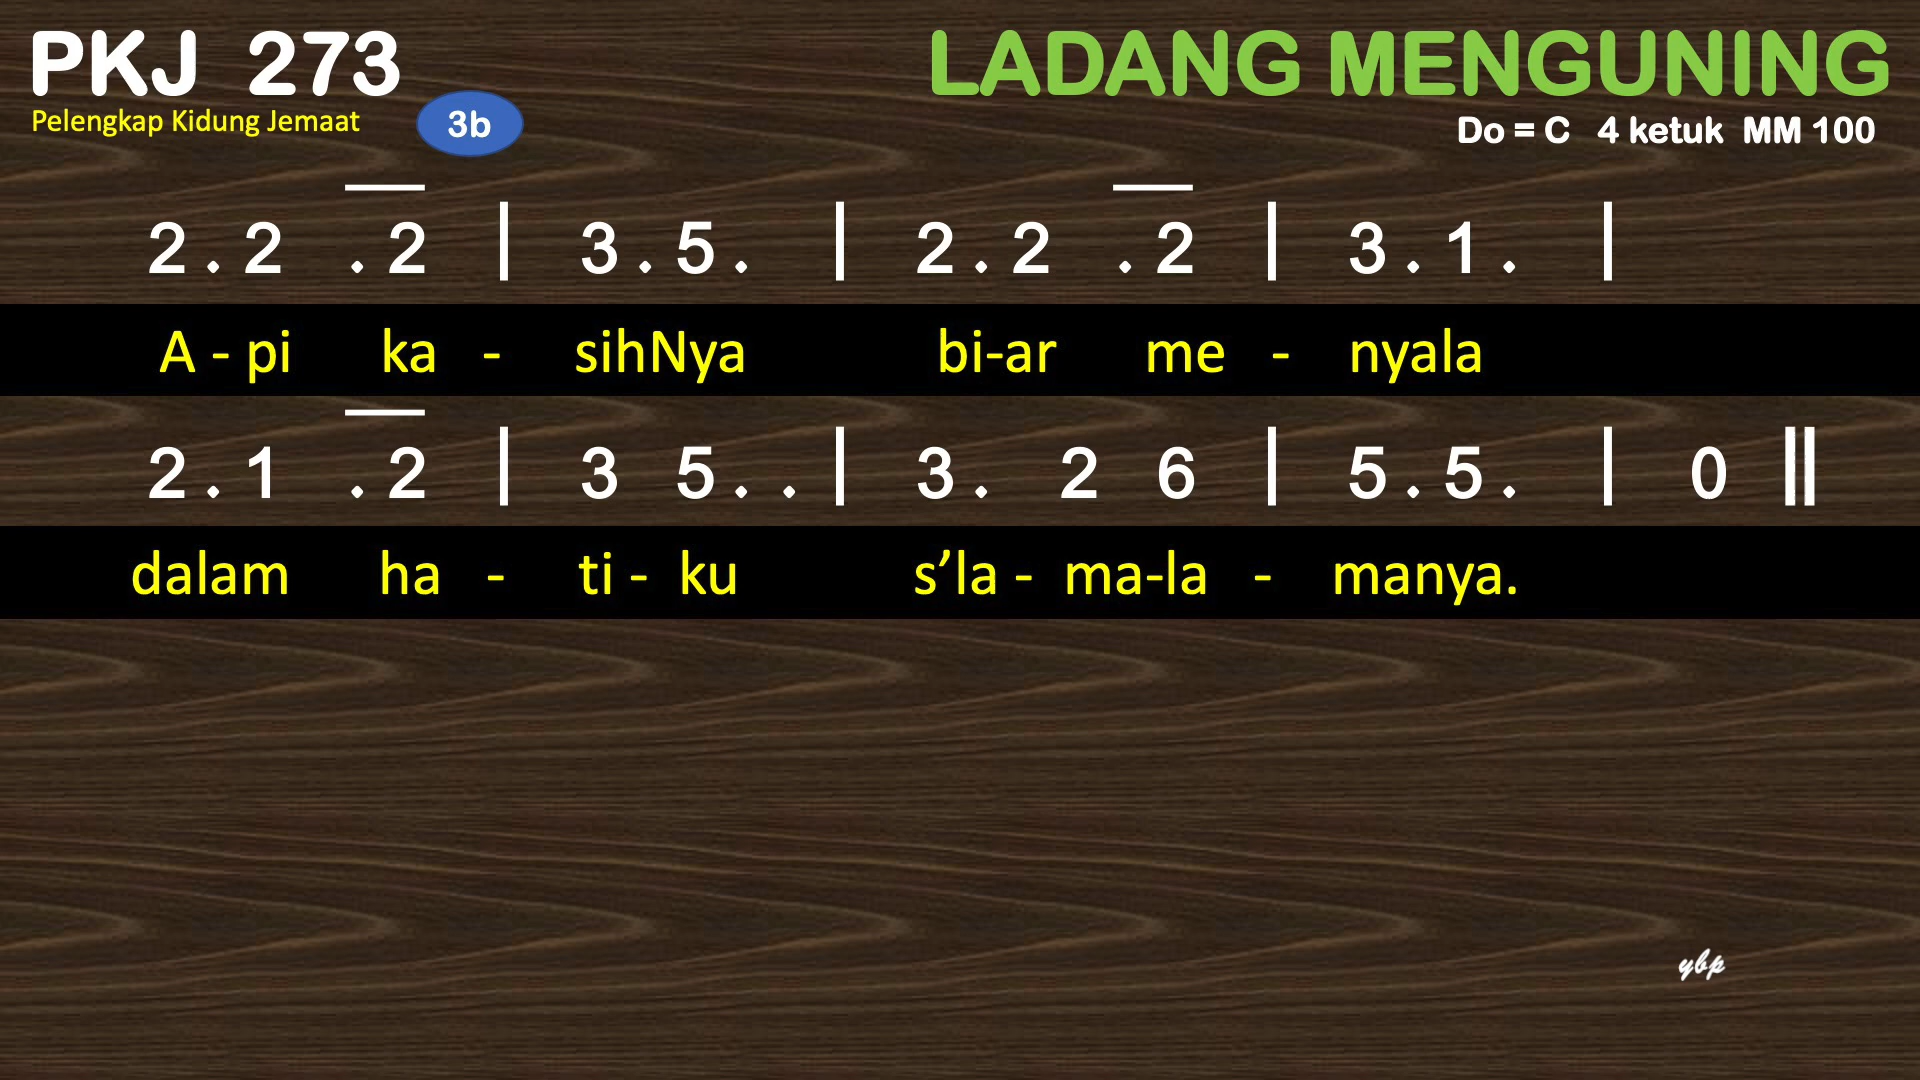 PKJ 273
LADANG MENGUNING
Pelengkap Kidung Jemaat
3b
Do = C 4 ketuk MM 100
2 . 2 . 2 | 3 . 5 . | 2 . 2 . 2 | 3 . 1 . |
A - pi ka - sihNya bi-ar me - nyala
2 . 1 . 2 | 3 5 . . | 3 . 2 6 | 5 . 5 . | 0 ||
dalam ha - ti - ku s’la - ma-la - manya.
ybp